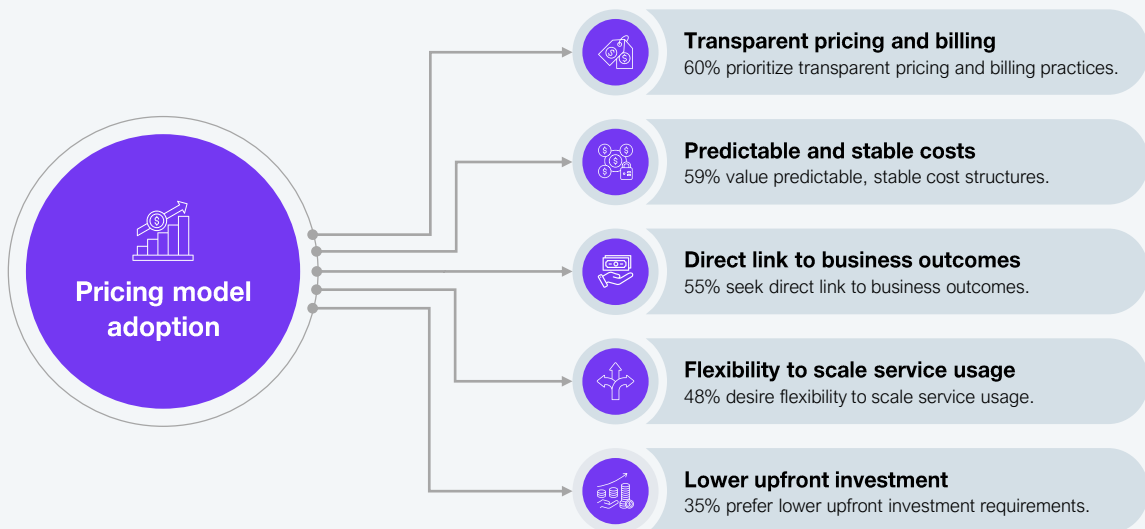 Pricing model
adoption
Transparent pricing and billing
60% prioritize transparent pricing and billing practices.
Predictable and stable costs
59% value predictable, stable cost structures.
Direct link to business outcomes
55% seek direct link to business outcomes.
Flexibility to scale service usage
48% desire flexibility to scale service usage.
Lower upfront investment
35% prefer lower upfront investment requirements.